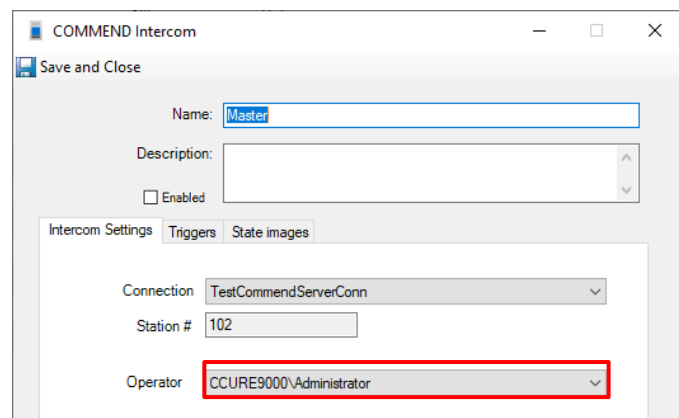 COMMEND Intercom
Save and Close
Name: Master
Description:
Enabled
Intercom Settings Triggers State images
Connection TestCommendServerConn
Station # 102
Operator CCURE9000\Administrator